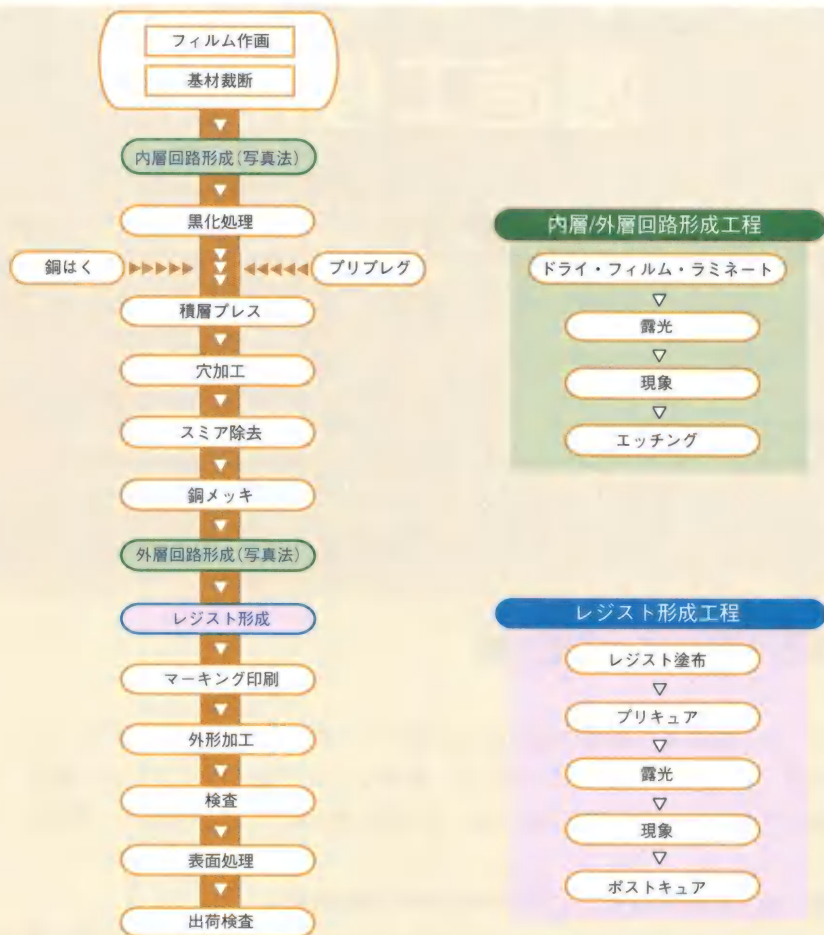 フィルム作画
基材裁断
内層回路形成(写真法)
黒化処理
銅はく
プリプレグ
積層プレス
穴加工
スミア除去
銅メッキ
外層回路形成(写真法)
レジスト形成
マーキング印刷
外形加工
検査
表面処理
出荷検査
内層/外層回路形成工程
ドライ・フィルム・ラミネート
露光
現象
エッチング
レジスト形成工程
レジスト塗布
プリキュア
露光
現象
ポストキュア